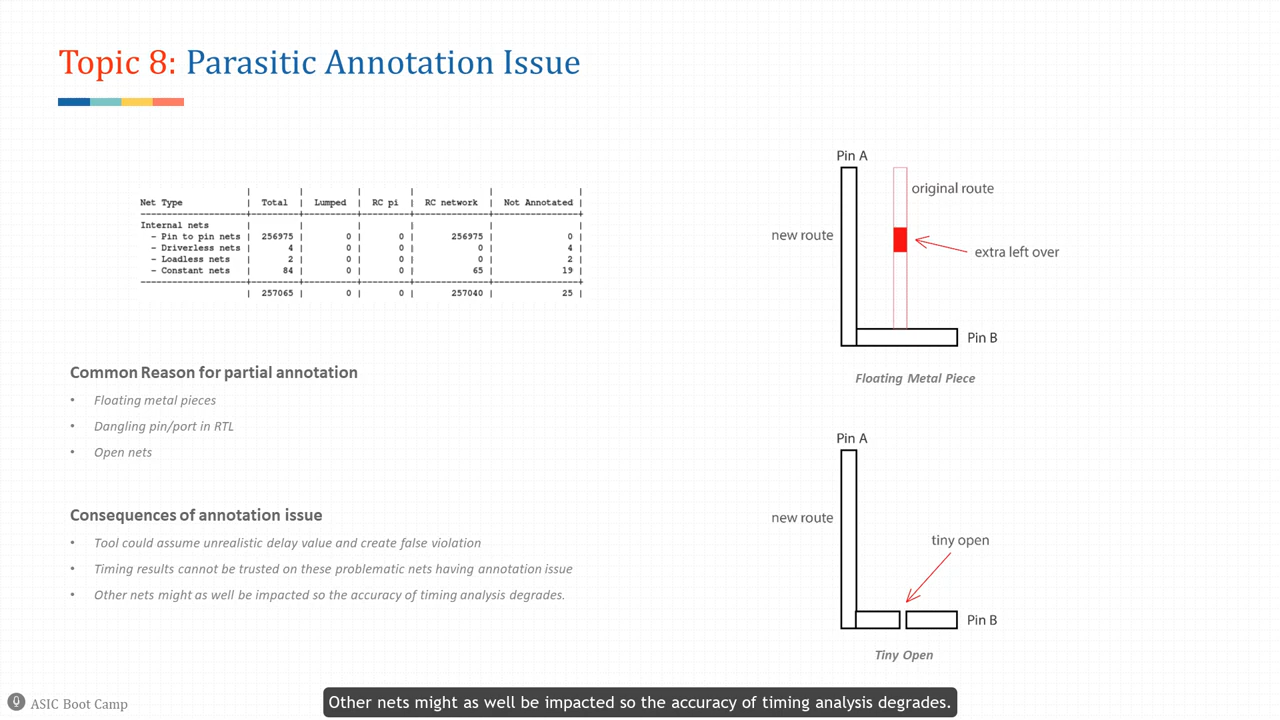 Topic 8: Parasitic Annotation Issue
Net Type | Total | Lumped | RC pi | RC network | Not Annotated |
Internal nets
- Pin to pin nets | 256975 | 0 | 0 | 256975 | 0 |
- Driverless nets | 4 | 0 | 0 | 0 | 4 |
- Loadless nets | 2 | 0 | 0 | 0 | 2 |
- Constant nets | 84 | 0 | 0 | 65 | 19 |
| 257065 | 0 | 0 | 257040 | 25 |
Common Reason for partial annotation
• Floating metal pieces
• Dangling pin/port in RTL
• Open nets
Consequences of annotation issue
• Tool could assume unrealistic delay value and create false violation
• Timing results cannot be trusted on these problematic nets having annotation issue
• Other nets might as well be impacted so the accuracy of timing analysis degrades.
Pin A
original route
new route
extra left over
Pin B
Floating Metal Piece
Pin A
new route
tiny open
Pin B
Tiny Open
ASIC Boot Camp
Other nets might as well be impacted so the accuracy of timing analysis degrades.